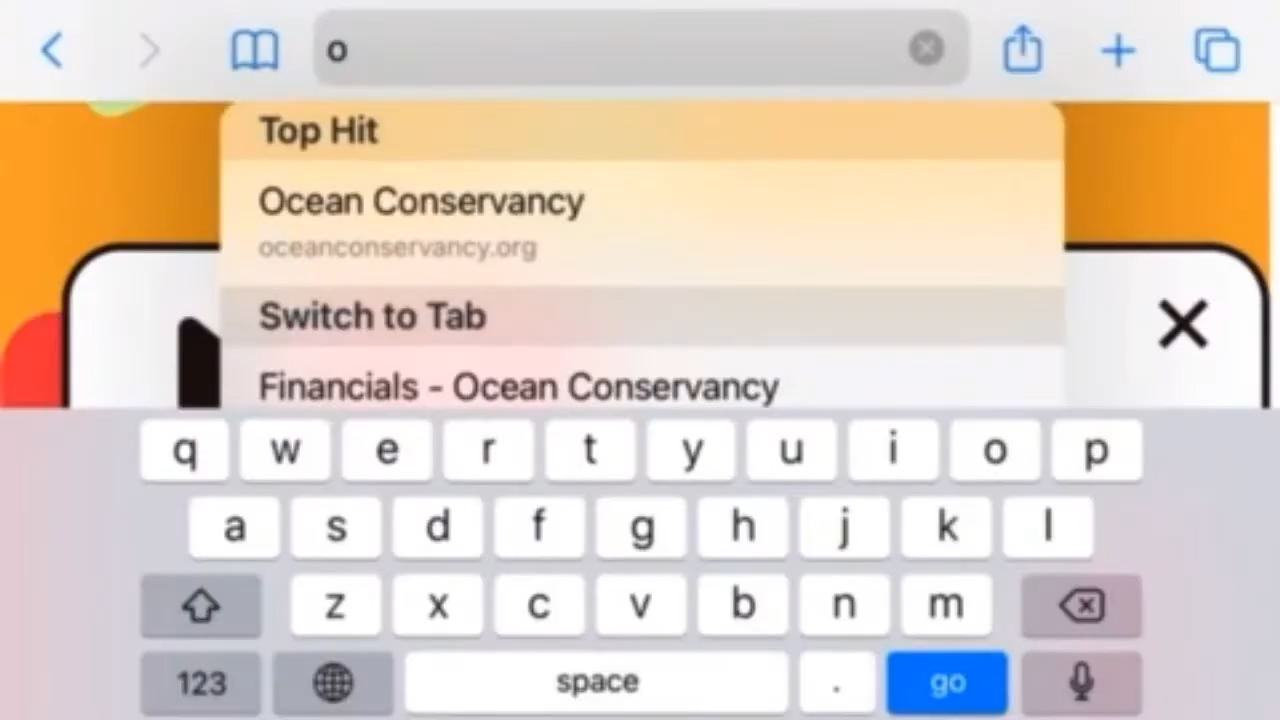 o
Top Hit
Ocean Conservancy
oceanconservancy.org
Switch to Tab
Financials - Ocean Conservancy
q w e r t y u i o p
a s d f g h j k l
z x c v b n m
123 space . go